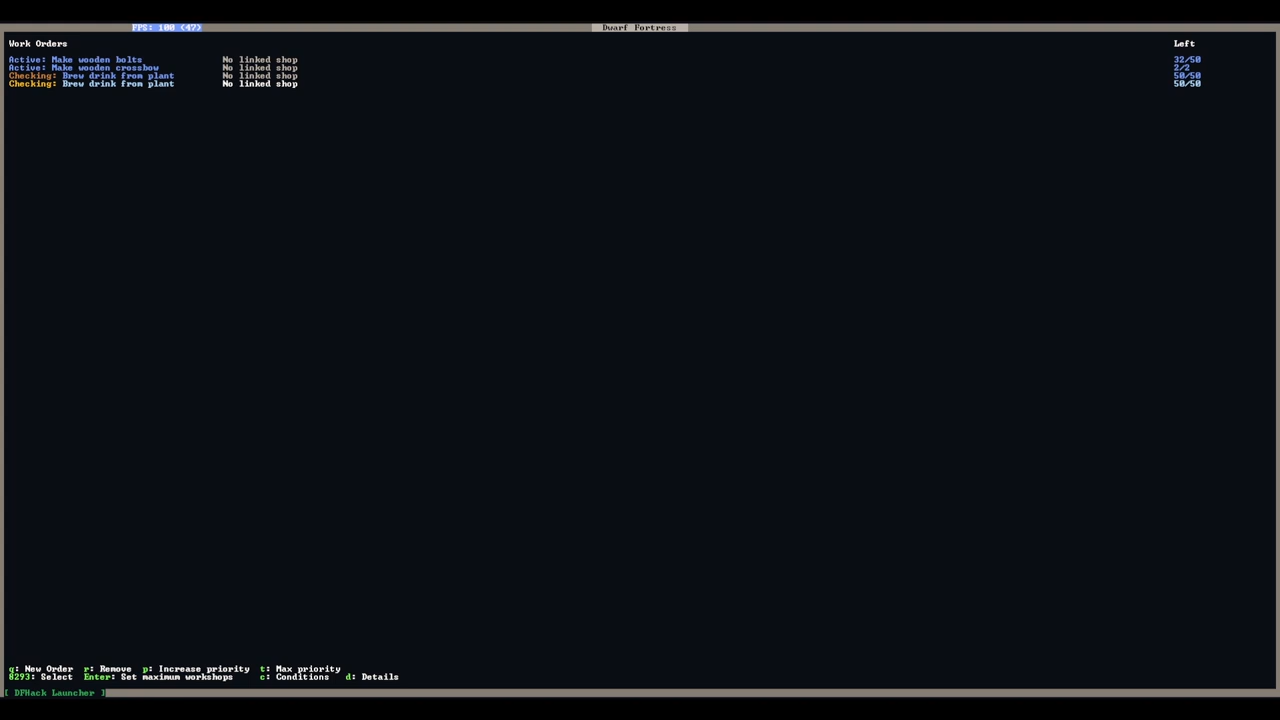 FPS: 100 (47)
Dwarf Fortress
Work Orders Left
Active: Make wooden bolts No linked shop 32/50
Active: Make wooden crossbow No linked shop 2/2
Checking: Brew drink from plant No linked shop 50/50
Checking: Brew drink from plant No linked shop 50/50
q: New Order r: Remove p: Increase priority t: Max priority
8293: Select Enter: Set maximum workshops c: Conditions d: Details
[ DFHack Launcher ]